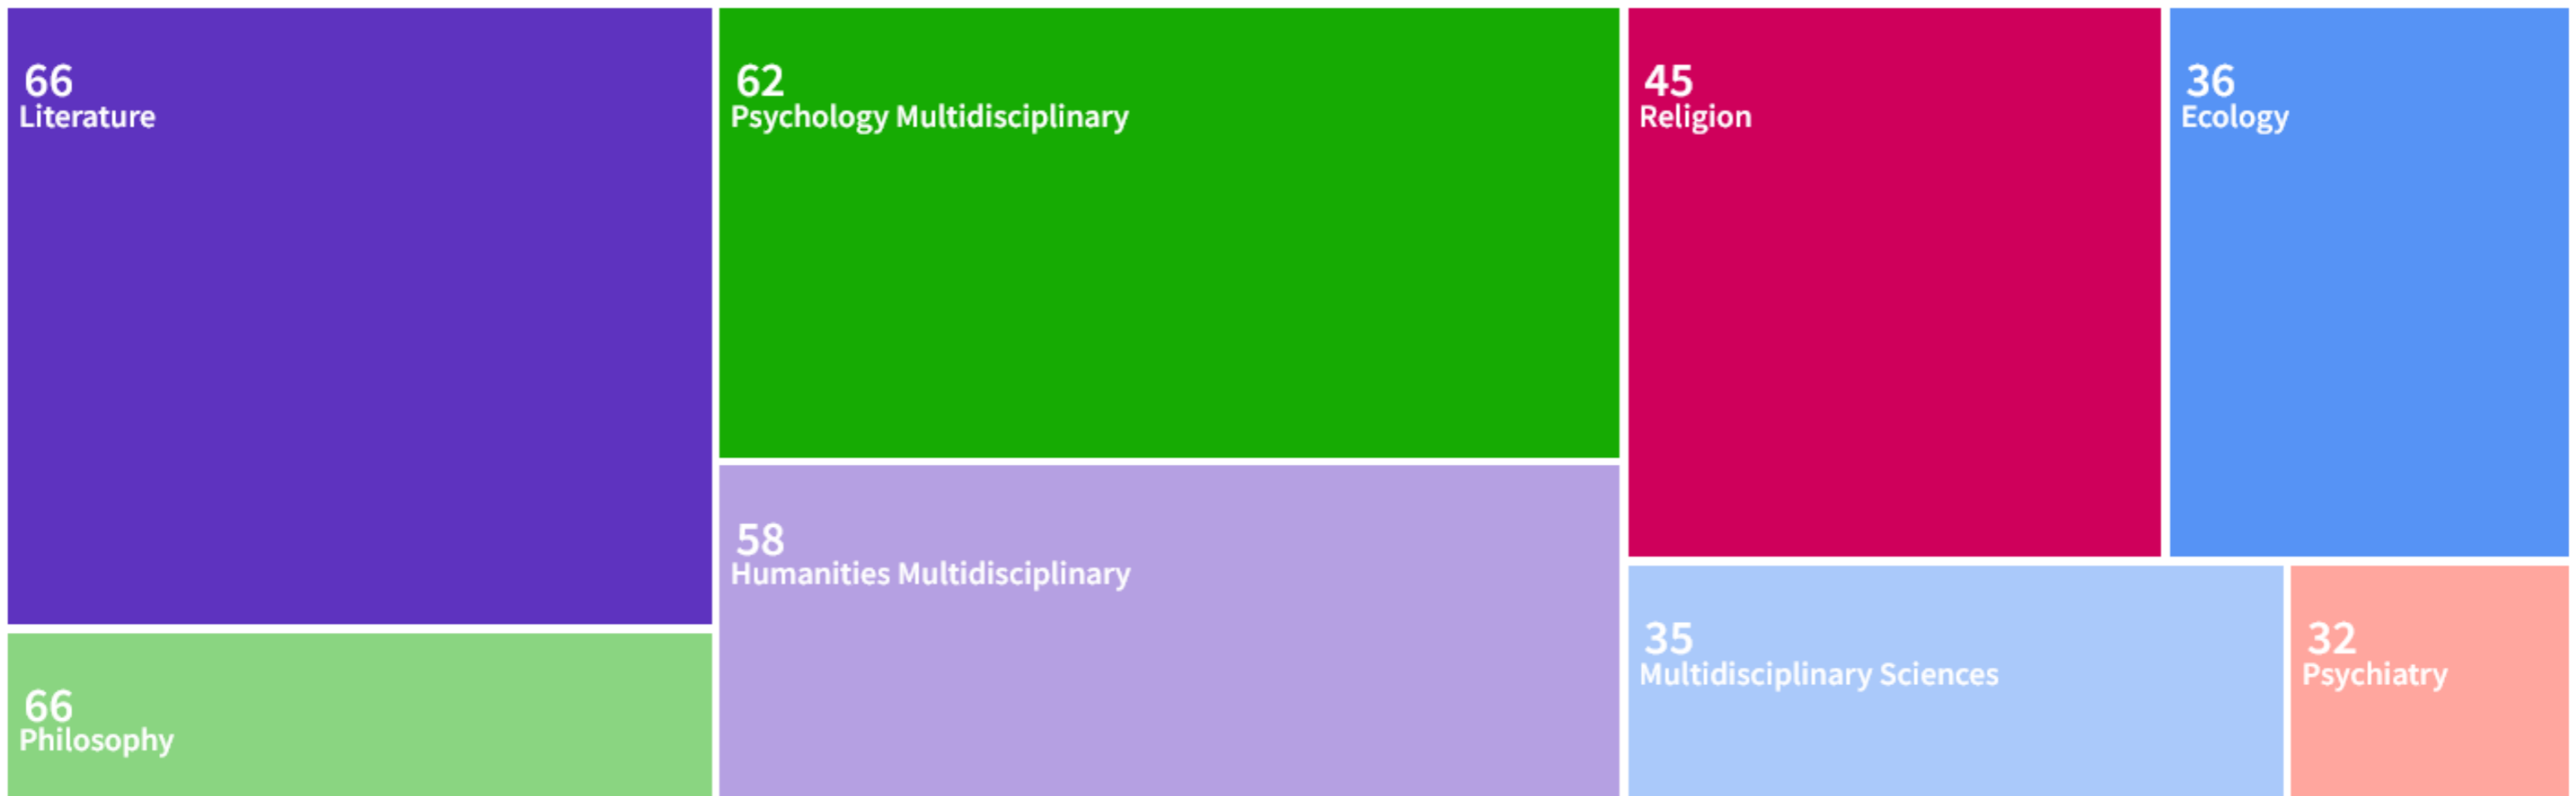 66
Literature
66
Philosophy
62
Psychology Multidisciplinary
58
Humanities Multidisciplinary
45
Religion
36
Ecology
35
Multidisciplinary Sciences
32
Psychiatry